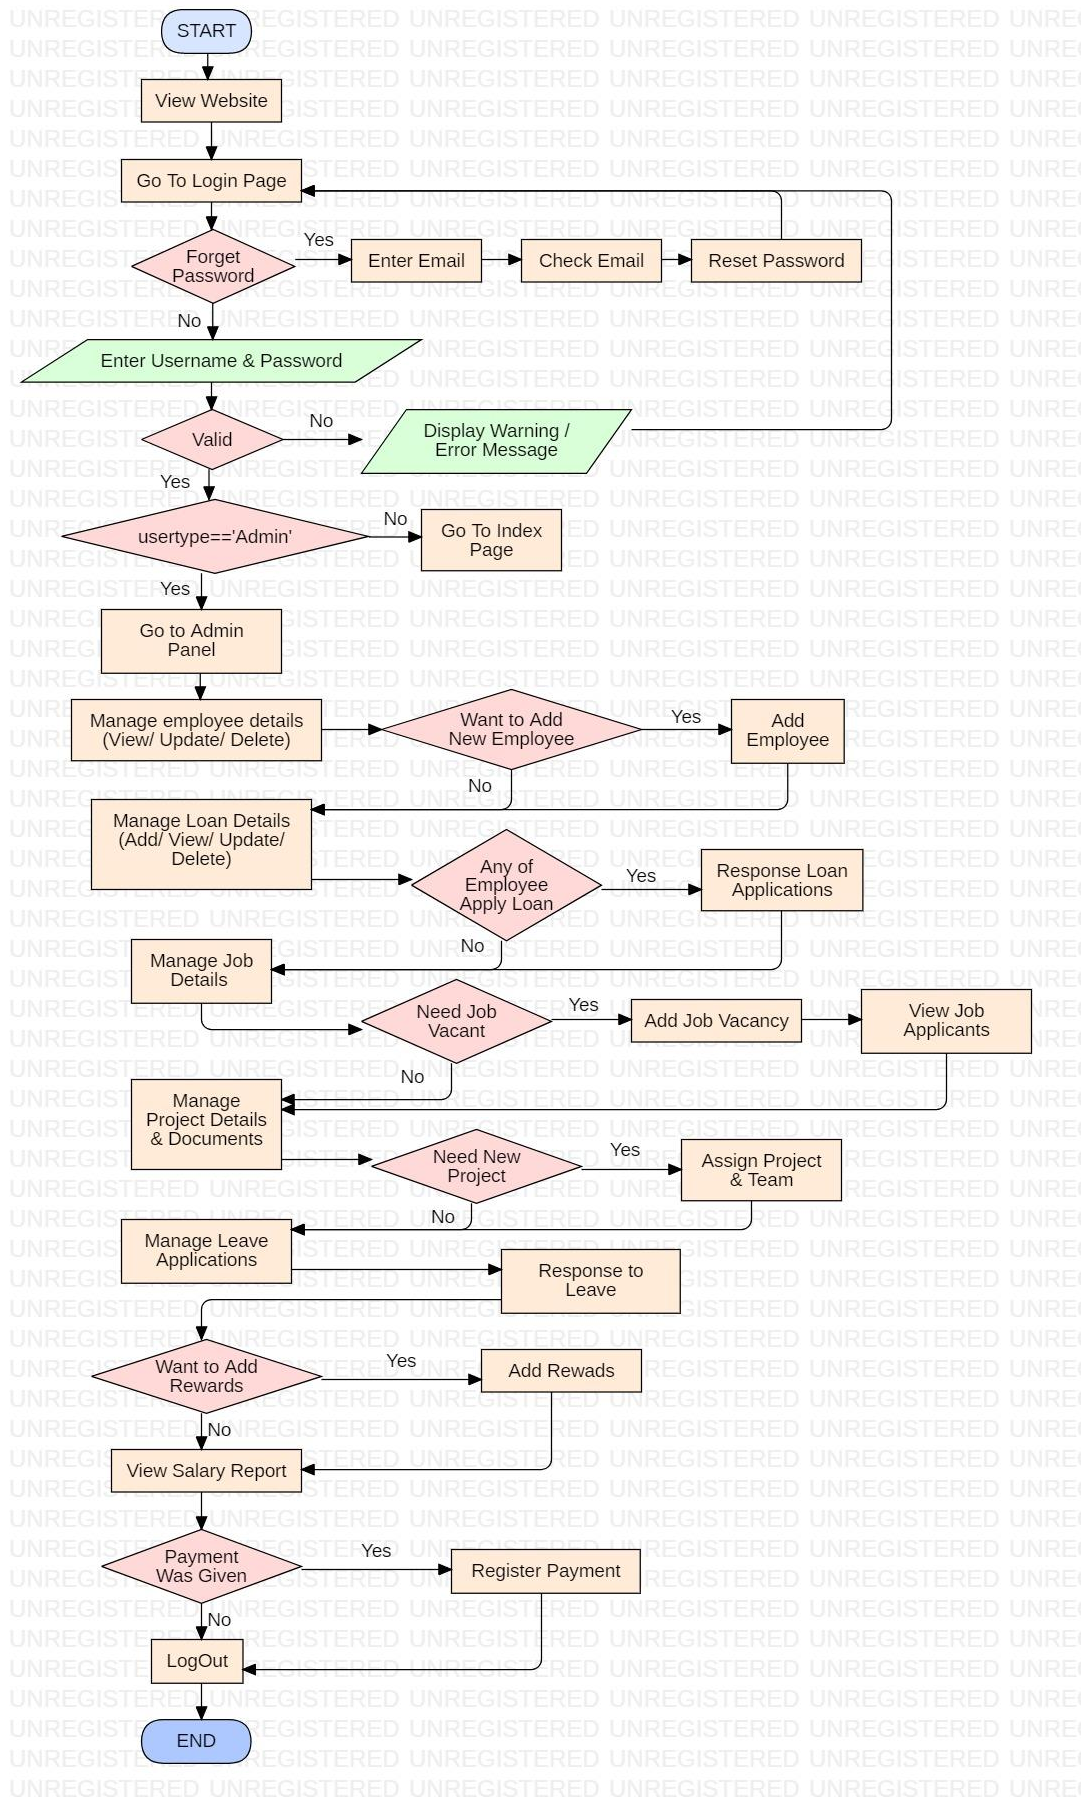 START
View Website
Go To Login Page
Forget
Password
Yes
Enter Email
Check Email
Reset Password
No
Enter Username & Password
Valid
No
Display Warning /
Error Message
Yes
usertype=='Admin'
No
Go To Index
Page
Yes
Go to Admin
Panel
Manage employee details
(View/ Update/ Delete)
Want to Add
New Employee
Yes
Add
Employee
No
Manage Loan Details
(Add/ View/ Update/
Delete)
Any of
Employee
Apply Loan
Yes
Response Loan
Applications
No
Manage Job
Details
Need Job
Vacant
Yes
Add Job Vacancy
View Job
Applicants
No
Manage
Project Details
& Documents
Need New
Project
Yes
Assign Project
& Team
No
Manage Leave
Applications
Response to
Leave
Want to Add
Rewards
Yes
Add Rewads
No
View Salary Report
Payment
Was Given
Yes
Register Payment
No
LogOut
END
UNREGISTERED